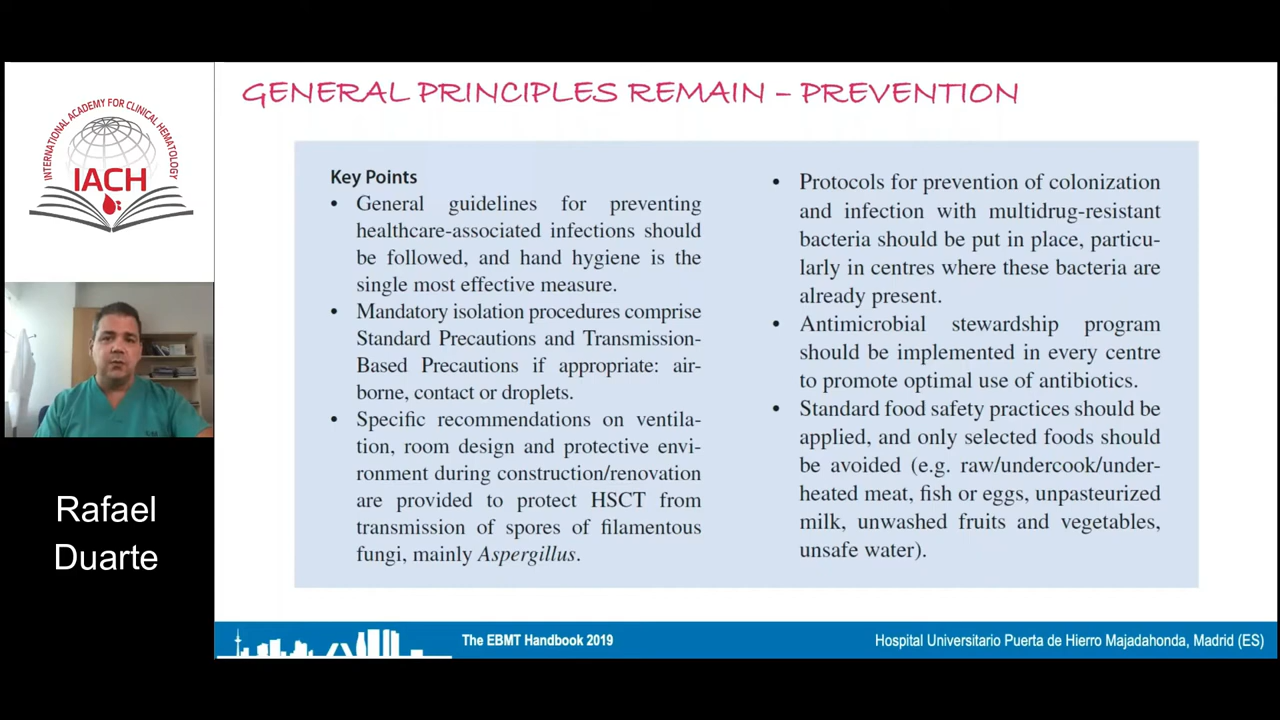 GENERAL PRINCIPLES REMAIN – PREVENTION
INTERNATIONAL ACADEMY FOR CLINICAL HEMATOLOGY
IACH
Rafael
Duarte
Key Points
• General guidelines for preventing
healthcare-associated infections should
be followed, and hand hygiene is the
single most effective measure.
• Mandatory isolation procedures comprise
Standard Precautions and Transmission-
Based Precautions if appropriate: air-
borne, contact or droplets.
• Specific recommendations on ventila-
tion, room design and protective envi-
ronment during construction/renovation
are provided to protect HSCT from
transmission of spores of filamentous
fungi, mainly Aspergillus.
• Protocols for prevention of colonization
and infection with multidrug-resistant
bacteria should be put in place, particu-
larly in centres where these bacteria are
already present.
• Antimicrobial stewardship program
should be implemented in every centre
to promote optimal use of antibiotics.
• Standard food safety practices should be
applied, and only selected foods should
be avoided (e.g. raw/undercook/under-
heated meat, fish or eggs, unpasteurized
milk, unwashed fruits and vegetables,
unsafe water).
The EBMT Handbook 2019
Hospital Universitario Puerta de Hierro Majadahonda, Madrid (ES)